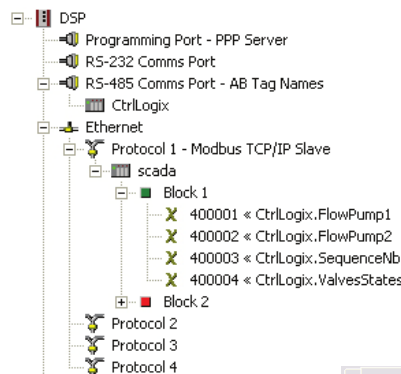 DSP
Programming Port - PPP Server
RS-232 Comms Port
RS-485 Comms Port - AB Tag Names
CtrlLogix
Ethernet
Protocol 1 - Modbus TCP/IP Slave
scada
Block 1
400001 « CtrlLogix.FlowPump1
400002 « CtrlLogix.FlowPump2
400003 « CtrlLogix.SequenceNb
400004 « CtrlLogix.ValvesStates
Block 2
Protocol 2
Protocol 3
Protocol 4